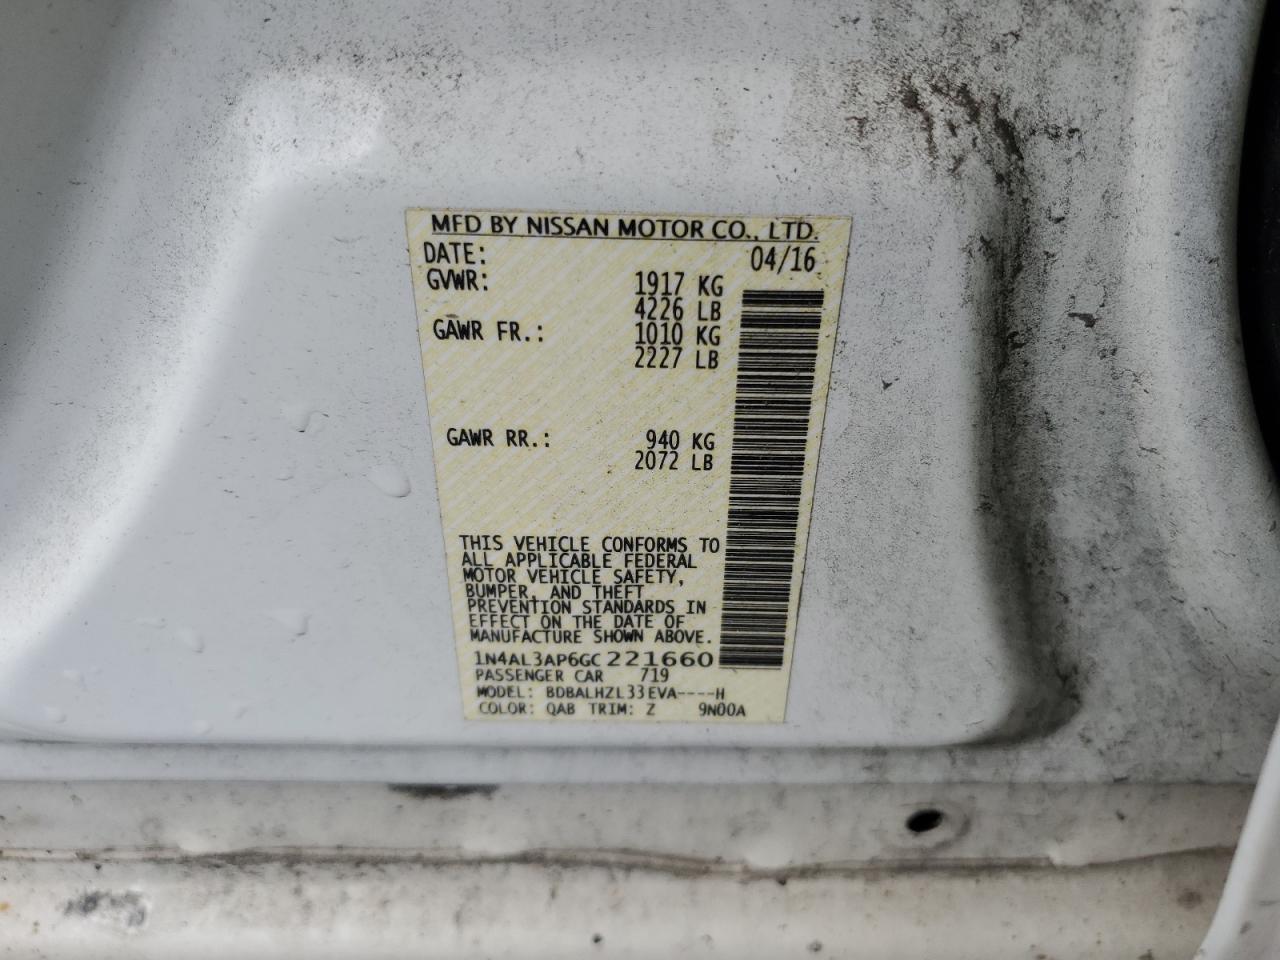 MFD BY NISSAN MOTOR CO., LTD.
DATE: 04/16
GVWR: 1917 KG
4226 LB
GAWR FR.: 1010 KG
2227 LB
GAWR RR.: 940 KG
2072 LB
THIS VEHICLE CONFORMS TO
ALL APPLICABLE FEDERAL
MOTOR VEHICLE SAFETY,
BUMPER, AND THEFT
PREVENTION STANDARDS IN
EFFECT ON THE DATE OF
MANUFACTURE SHOWN ABOVE.
1N4AL3AP6GC221660
PASSENGER CAR 719
MODEL: BDBALHZL33EVA----H
COLOR: QAB TRIM: Z 9N00A